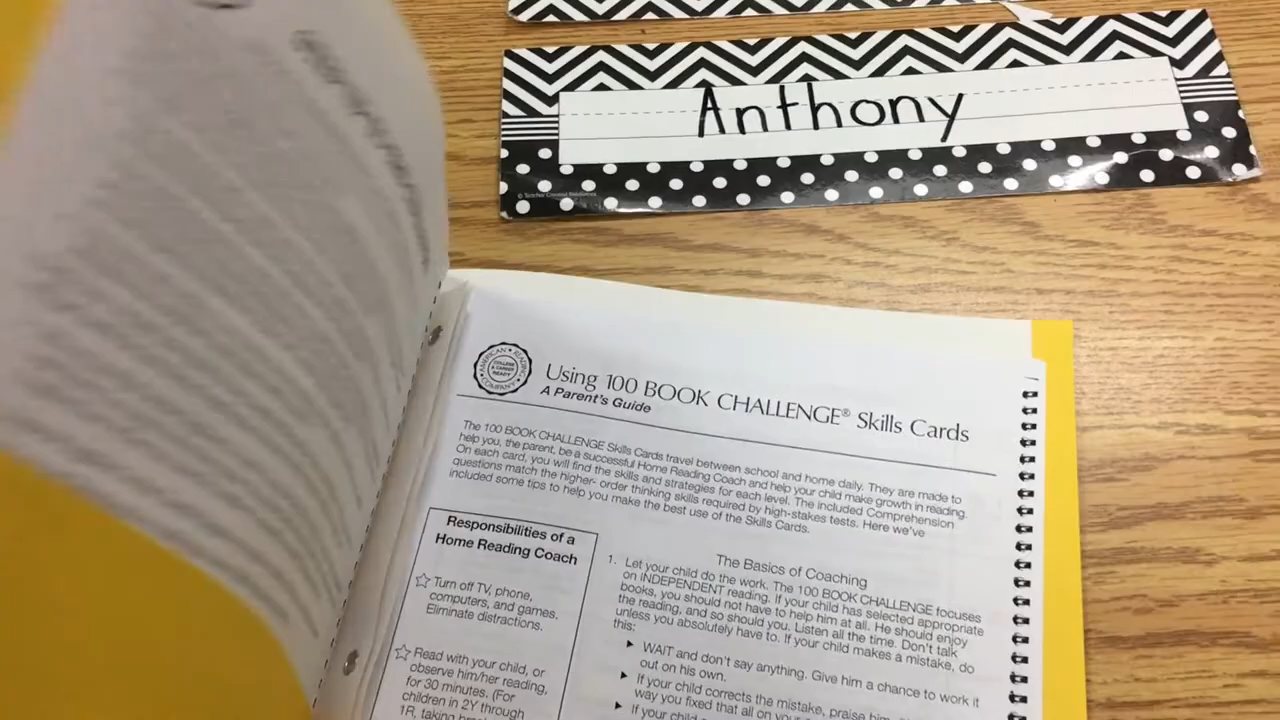 Anthony
© Teacher Created Resources
AMERICAN READING COMPANY
COLLEGE & CAREER READY
Using 100 BOOK CHALLENGE® Skills Cards
A Parent's Guide
The 100 BOOK CHALLENGE Skills Cards travel between school and home daily. They are made to
help you, the parent, be a successful Home Reading Coach and help your child make growth in reading.
On each card, you will find the skills and strategies for each level. The included Comprehension
questions match the higher- order thinking skills required by high-stakes tests. Here we've
included some tips to help you make the best use of the Skills Cards.
Responsibilities of a
Home Reading Coach
Turn off TV, phone,
computers, and games.
Eliminate distractions.
Read with your child, or
observe him/her reading,
for 30 minutes. (For
children in 2Y through
1R, taking
The Basics of Coaching
1. Let your child do the work. The 100 BOOK CHALLENGE focuses
on INDEPENDENT reading. If your child has selected appropriate
books, you should not have to help him at all. He should enjoy
the reading, and so should you. Listen all the time. Don't talk
unless you absolutely have to. If your child makes a mistake, do
this:
WAIT and don't say anything. Give him a chance to work it
out on his own.
If your child corrects the mistake, praise him
way you fixed that all on your
If your child